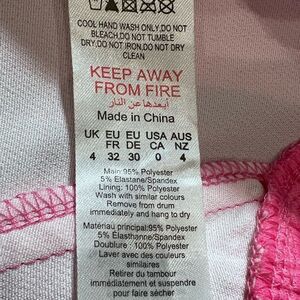 COOL HAND WASH ONLY.DO NOT
BLEACH.DO NOT TUMBLE
DRY.DO NOT IRON.DO NOT DRY
CLEAN
KEEP AWAY
FROM FIRE
أبعدها عن النار
Made in China
UK EU EU USA AUS
FR DE CA NZ
4 32 30 0 4
Main: 95% Polyester
5% Elastane/Spandex
Lining: 100% Polyester
Wash with similar colours
Remove from drum
immediately and hang to dry
Matériau principal:95% Polyester
5% Élasthanne/Spandex
Doublure : 100% Polyester
Laver avec des couleurs
similaires
Retirer du tambour
immédiatement et suspendre
pour faire sécher